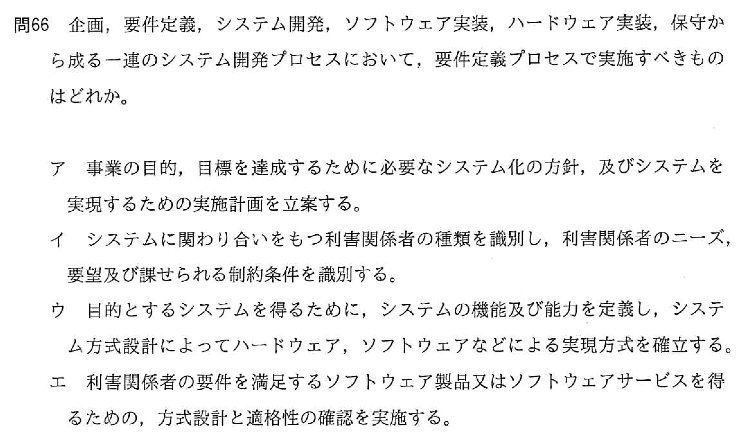 問66 企画，要件定義，システム開発，ソフトウェア実装，ハードウェア実装，保守か
ら成る一連のシステム開発プロセスにおいて，要件定義プロセスで実施すべきもの
はどれか。
ア 事業の目的，目標を達成するために必要なシステム化の方針，及びシステムを
実現するための実施計画を立案する。
イ システムに関わり合いをもつ利害関係者の種類を識別し，利害関係者のニーズ，
要望及び課せられる制約条件を識別する。
ウ 目的とするシステムを得るために，システムの機能及び能力を定義し，システ
ム方式設計によってハードウェア，ソフトウェアなどによる実現方式を確立する。
エ 利害関係者の要件を満足するソフトウェア製品又はソフトウェアサービスを得
るための，方式設計と適格性の確認を実施する。